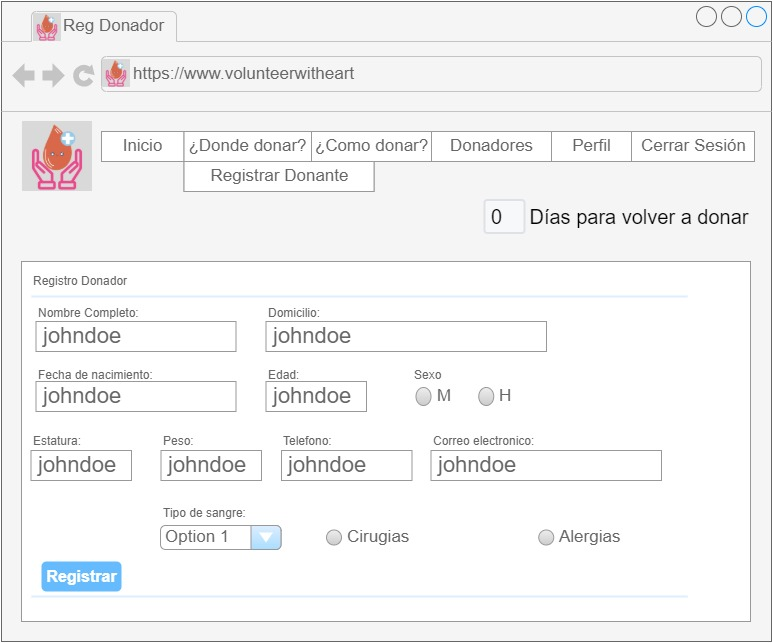 Reg Donador
https://www.volunteerwitheart
Inicio ¿Donde donar? ¿Como donar? Donadores Perfil Cerrar Sesión
Registrar Donante
0 Días para volver a donar
Registro Donador
Nombre Completo: Domicilio:
johndoe johndoe
Fecha de nacimiento: Edad: Sexo
johndoe johndoe M H
Estatura: Peso: Telefono: Correo electronico:
johndoe johndoe johndoe johndoe
Tipo de sangre:
Option 1 Cirugias Alergias
Registrar